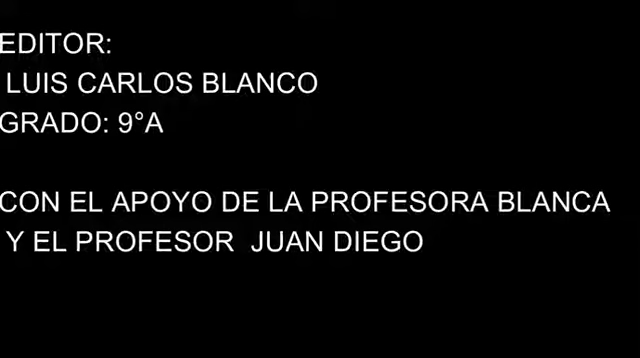 EDITOR:
LUIS CARLOS BLANCO
GRADO: 9°A
CON EL APOYO DE LA PROFESORA BLANCA
Y EL PROFESOR JUAN DIEGO